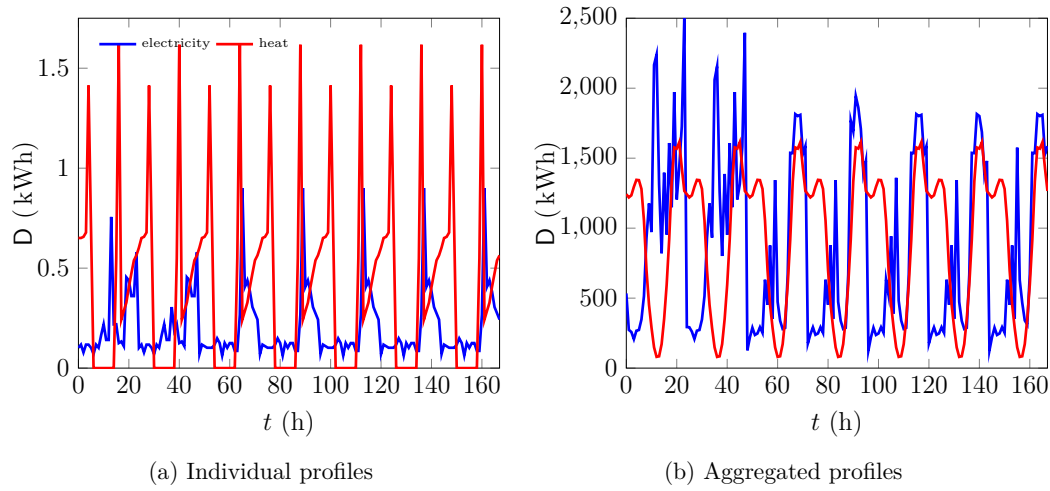 electricity heat
D (kWh)
1.5
1
0.5
0
0 20 40 60 80 100 120 140 160
t (h)
(a) Individual profiles
D (kWh)
2,500
2,000
1,500
1,000
500
0
0 20 40 60 80 100 120 140 160
t (h)
(b) Aggregated profiles